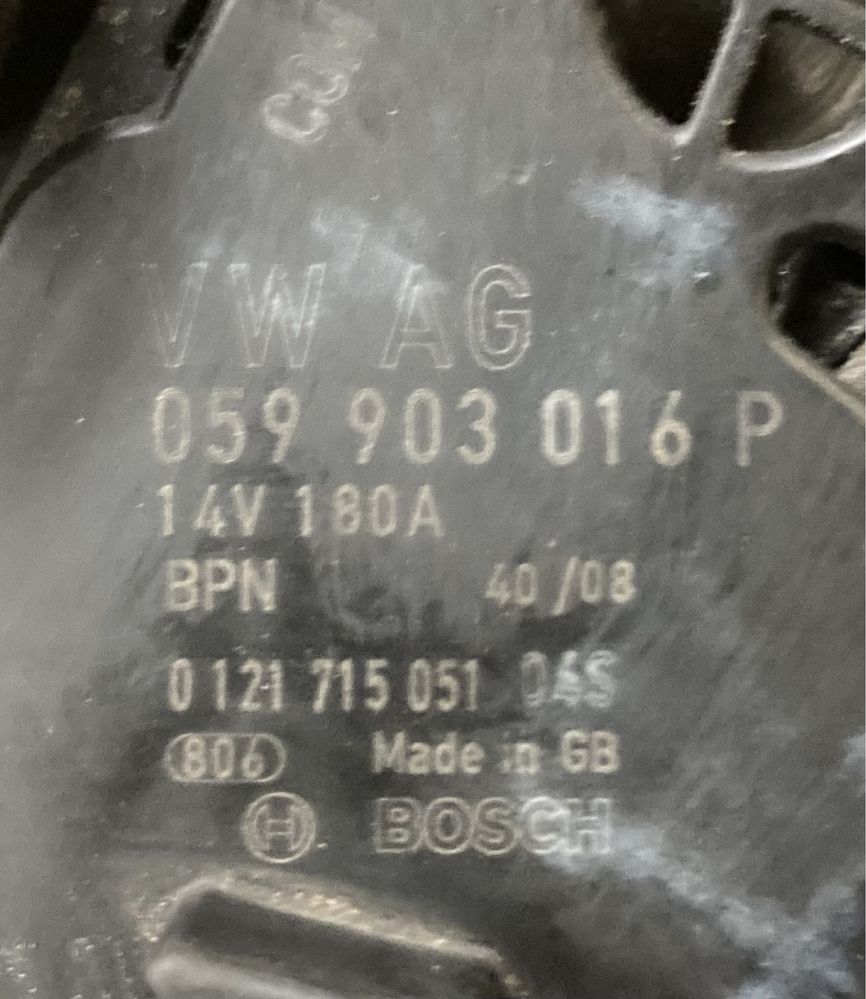 COM
VW AG
059 903 016 P
14V 180A
BPN 40/08
0 121 715 051 04S
806 Made in GB
BOSCH